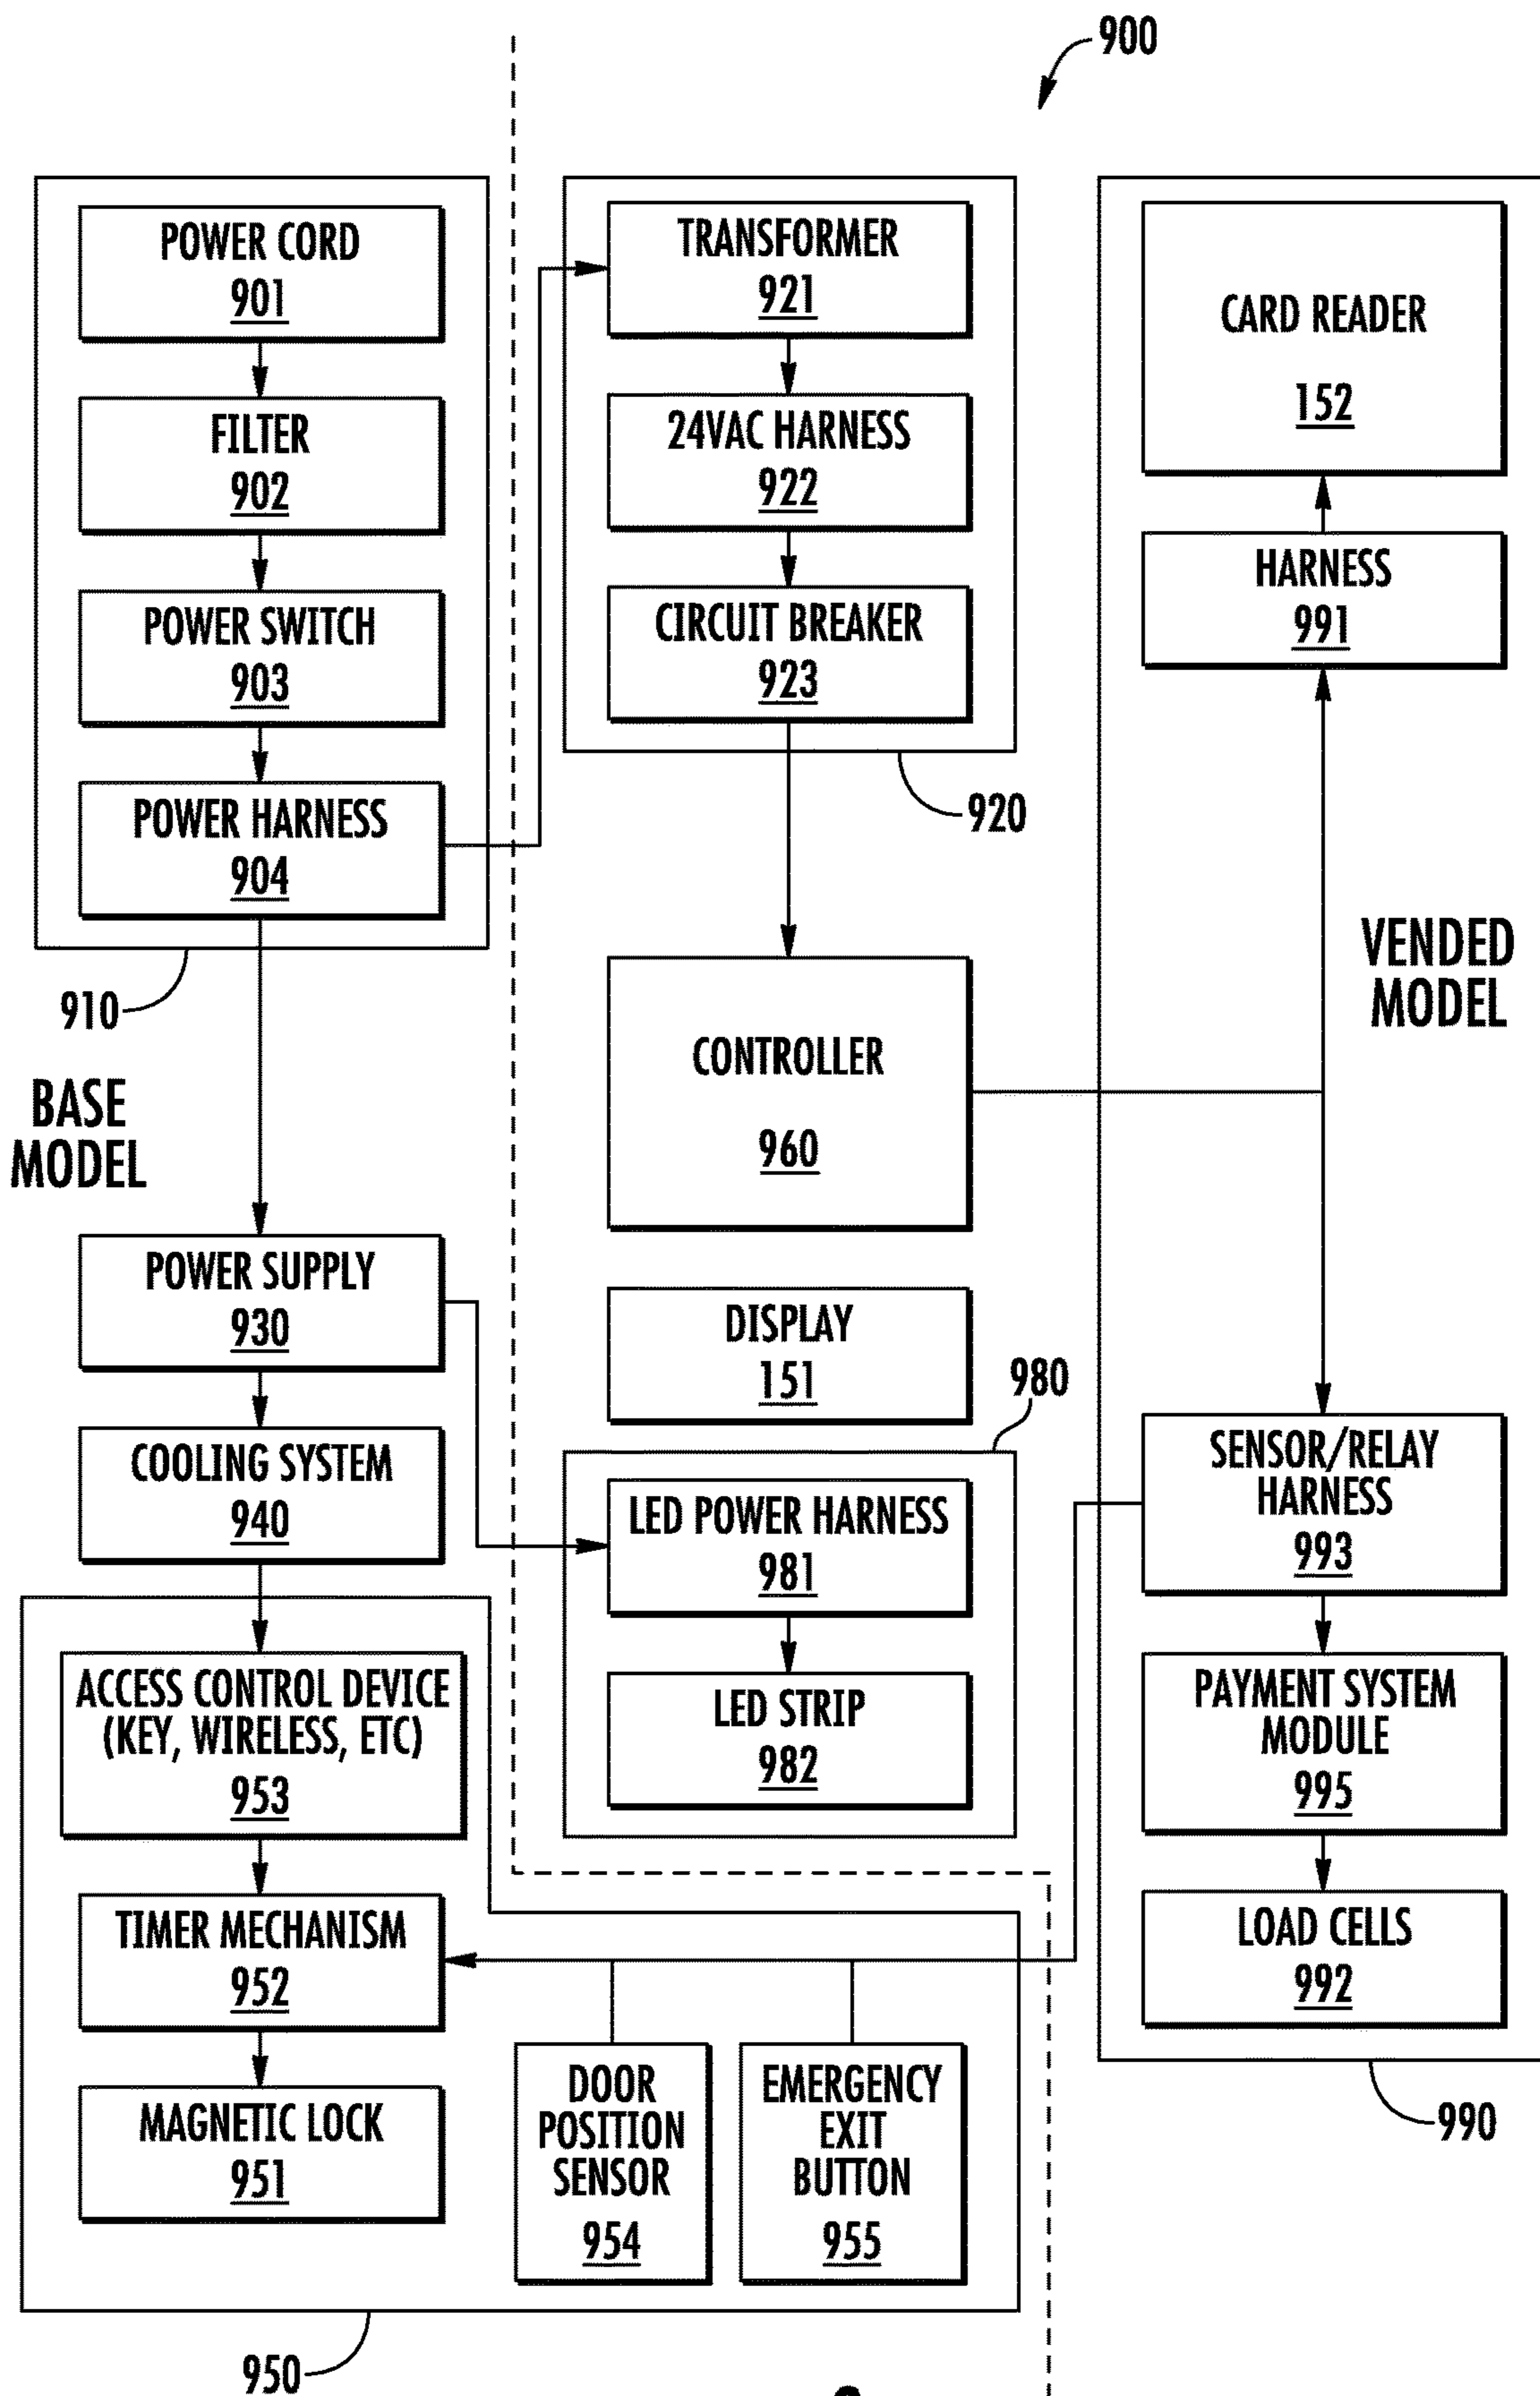 900
POWER CORD
901
FILTER
902
POWER SWITCH
903
POWER HARNESS
904
910
BASE
MODEL
POWER SUPPLY
930
COOLING SYSTEM
940
ACCESS CONTROL DEVICE
(KEY, WIRELESS, ETC)
953
TIMER MECHANISM
952
MAGNETIC LOCK
951
DOOR
POSITION
SENSOR
954
EMERGENCY
EXIT
BUTTON
955
950
TRANSFORMER
921
24VAC HARNESS
922
CIRCUIT BREAKER
923
920
CONTROLLER
960
DISPLAY
151
980
LED POWER HARNESS
981
LED STRIP
982
CARD READER
152
HARNESS
991
VENDED
MODEL
SENSOR/RELAY
HARNESS
993
PAYMENT SYSTEM
MODULE
995
LOAD CELLS
992
990